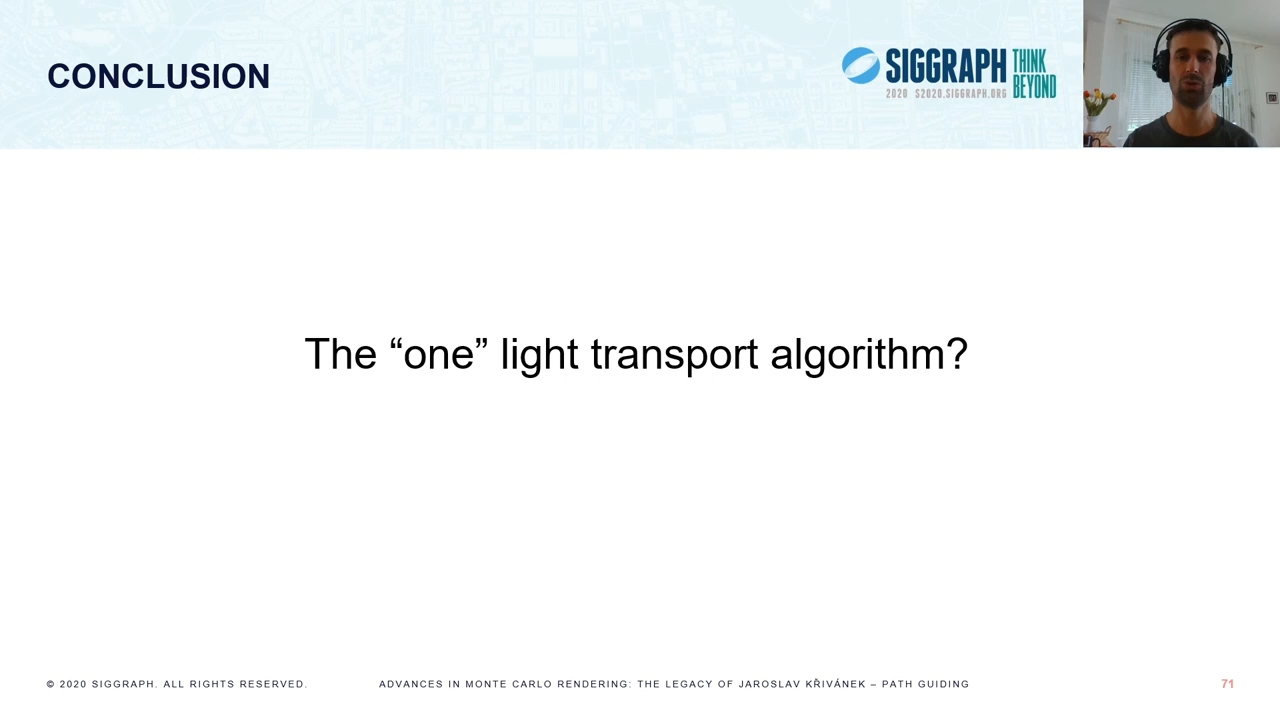 CONCLUSION
SIGGRAPH
THINK
BEYOND
2020 S2020.SIGGRAPH.ORG
The “one” light transport algorithm?
© 2020 SIGGRAPH. ALL RIGHTS RESERVED.
ADVANCES IN MONTE CARLO RENDERING: THE LEGACY OF JAROSLAV KŘIVÁNEK – PATH GUIDING
71